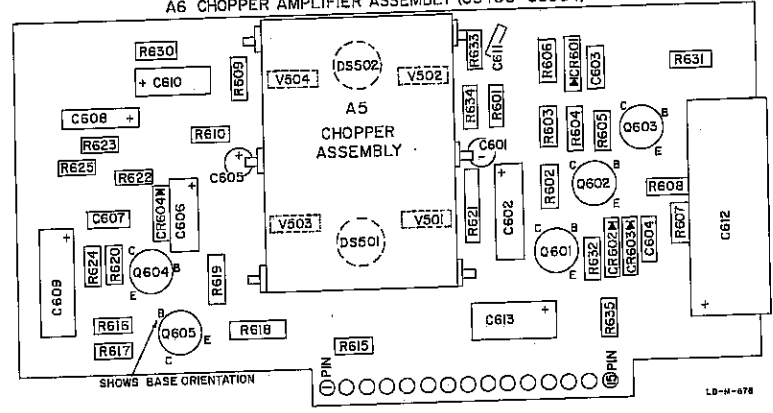 A6 CHOPPER AMPLIFIER ASSEMBLY
R630
C610
+
R609
C608
+
R623
R610
R625
R622
C605
+
CR604
C606
+
C607
C609
+
R624
R620
C
Q604
B
E
R619
R616
R617
B
Q605
E
C
R618
SHOWS BASE ORIENTATION
V504
DS502
V502
A5
CHOPPER
ASSEMBLY
V503
DS501
V501
R633
C611
R634
R601
C601
-
R621
C602
+
R606
CR601
C603
R631
R603
R604
R605
C
Q603
B
E
R602
C
Q602
B
E
R608
R607
C612
+
C
Q601
B
E
R632
CR602
CR603
C604
C613
+
R635
R615
1 PIN
15 PIN
LD-M-678